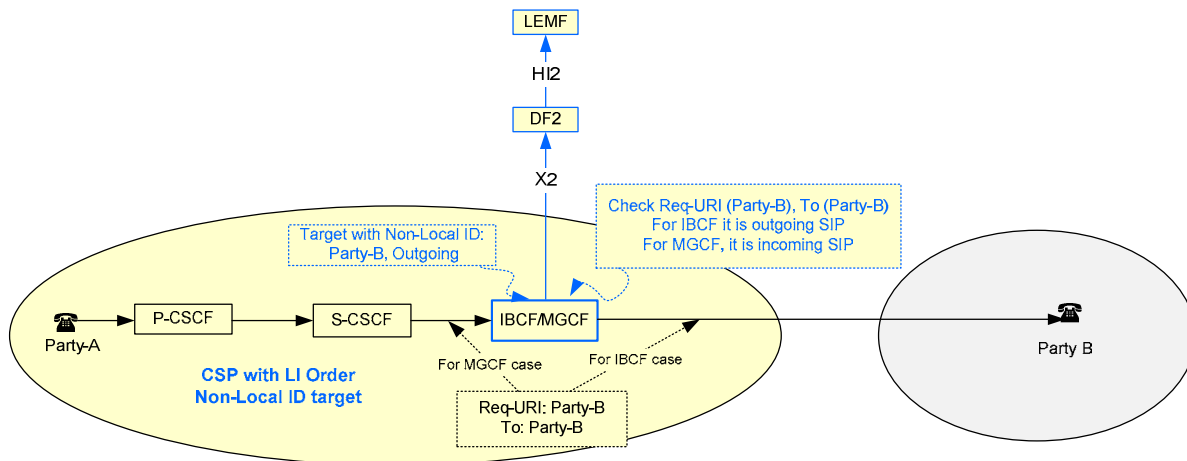 LEMF
HI2
DF2
X2
Check Req-URI (Party-B), To (Party-B)
For IBCF it is outgoing SIP
For MGCF, it is incoming SIP
Target with Non-Local ID:
Party-B, Outgoing
P-CSCF
S-CSCF
IBCF/MGCF
Party-A
Party B
For MGCF case
For IBCF case
CSP with LI Order
Non-Local ID target
Req-URI: Party-B
To: Party-B